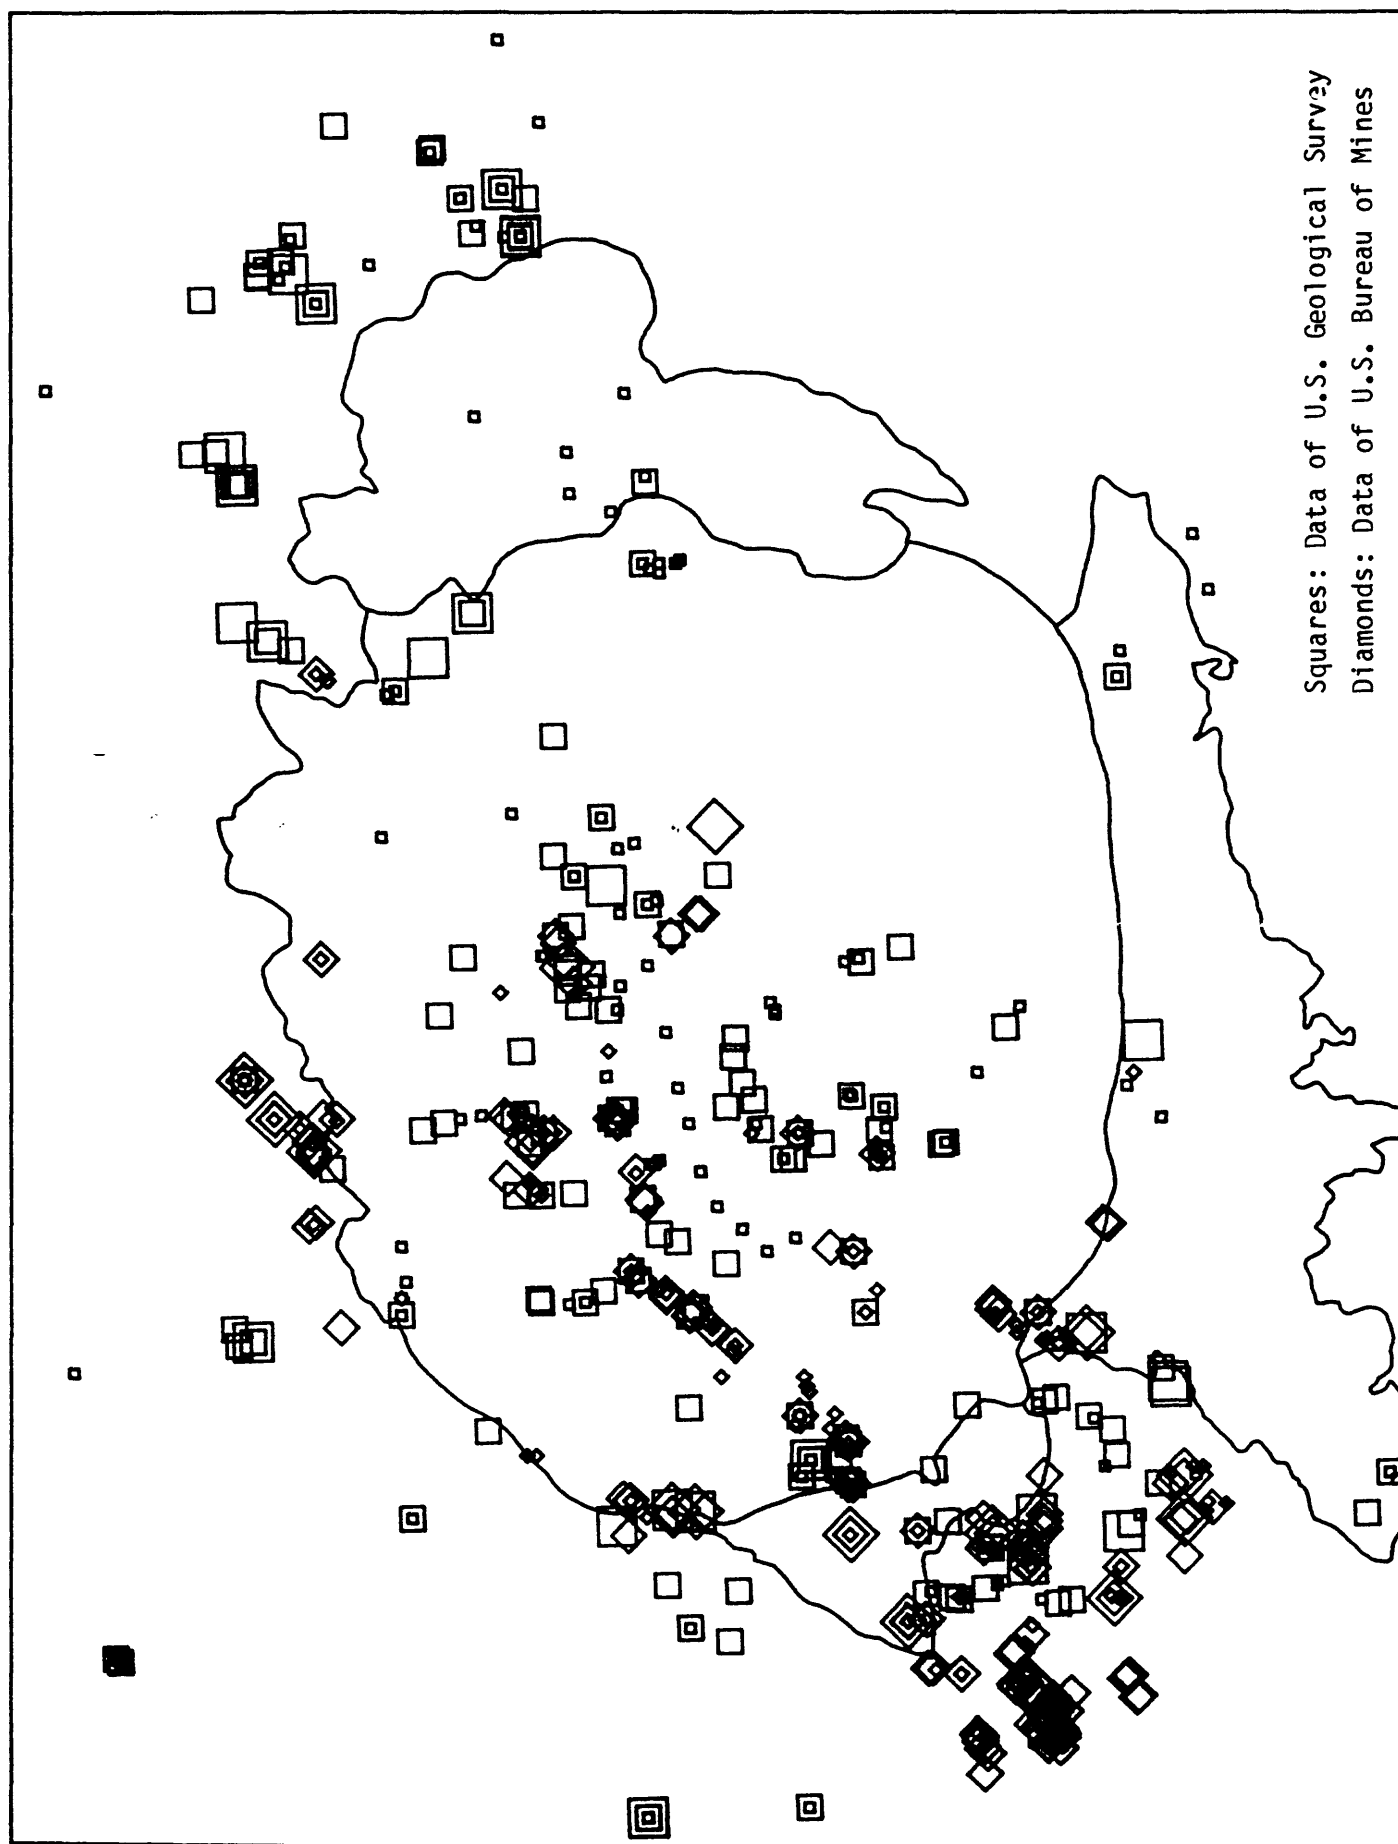 Squares: Data of U.S. Geological Survey
Diamonds: Data of U.S. Bureau of Mines